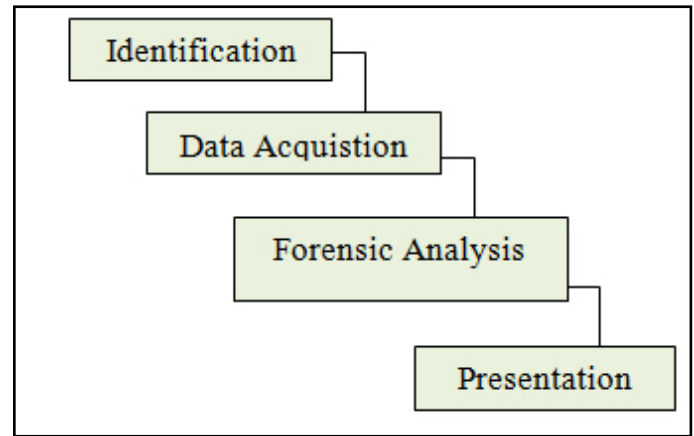 Identification
Data Acquistion
Forensic Analysis
Presentation